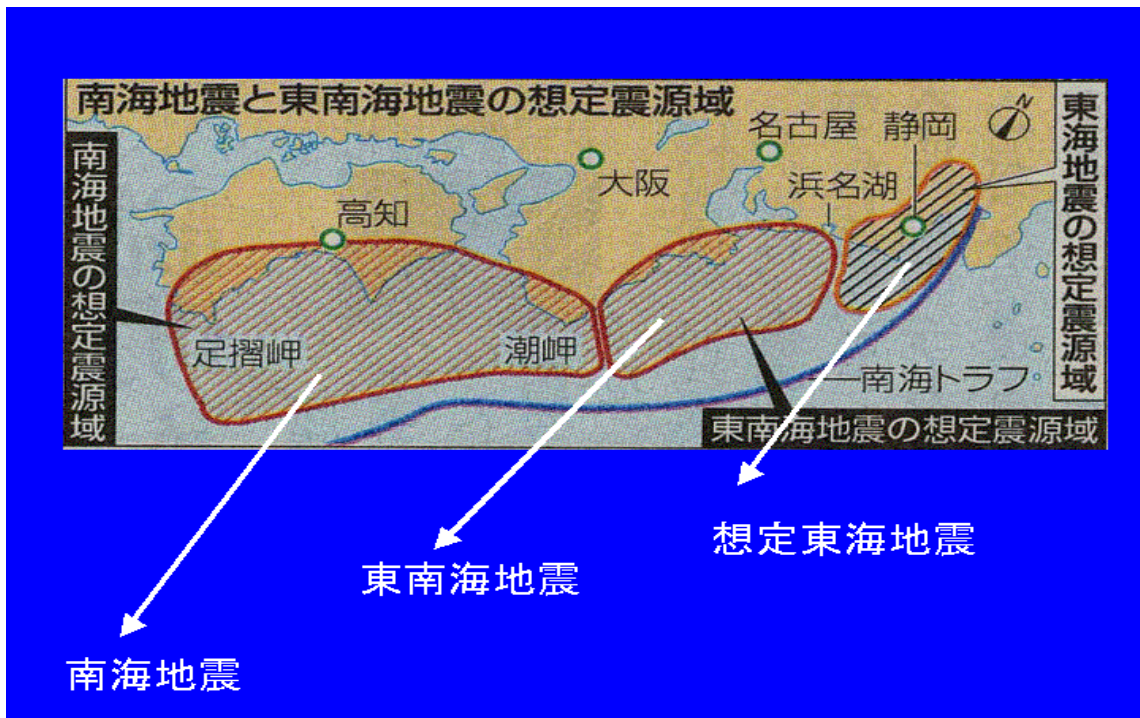 南海地震と東南海地震の想定震源域
N
南海地震の想定震源域
東海地震の想定震源域
名古屋
静岡
大阪
浜名湖
高知
足摺岬
潮岬
南海トラフ
東南海地震の想定震源域
想定東海地震
東南海地震
南海地震